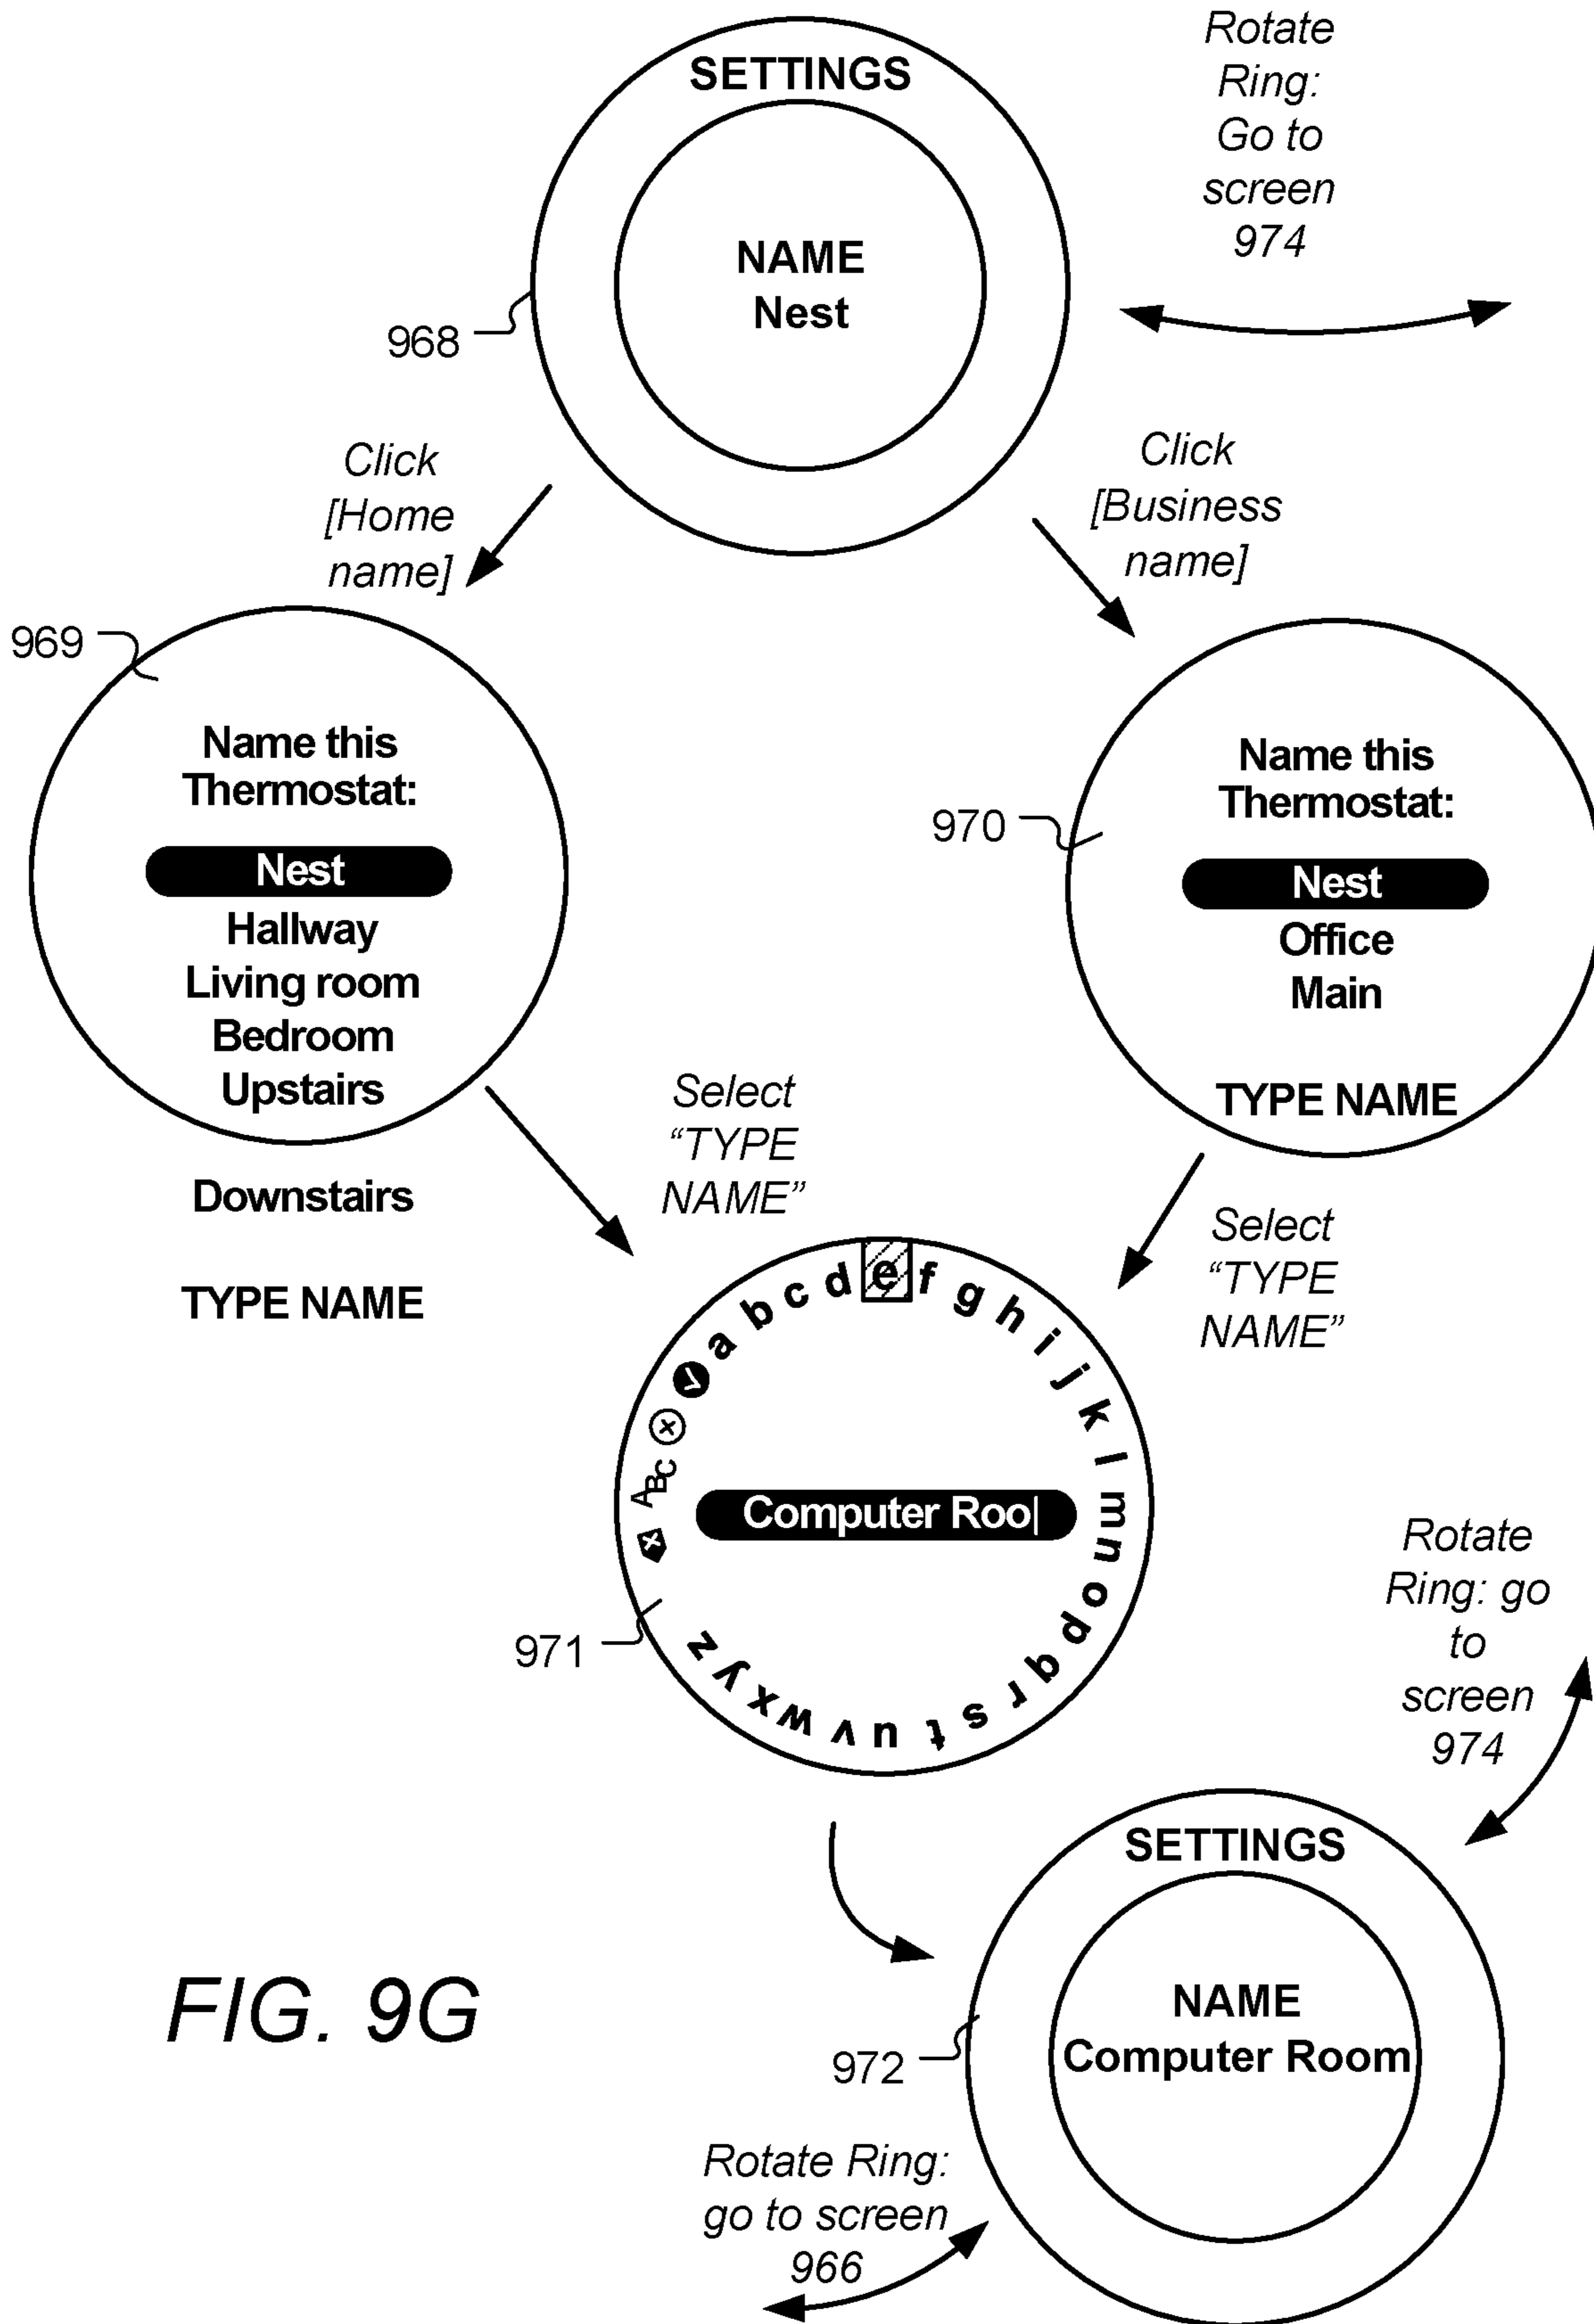 SETTINGS
NAME
Nest
968
Rotate
Ring:
Go to
screen
974
Click
[Home
name]
Click
[Business
name]
969
Name this
Thermostat:
Nest
Hallway
Living room
Bedroom
Upstairs
Downstairs
TYPE NAME
970
Name this
Thermostat:
Nest
Office
Main
TYPE NAME
Select
“TYPE
NAME”
Select
“TYPE
NAME”
a b c d e f g h i j k l m n o p q r s t u v w x y z
ABC
Computer Roo|
971
Rotate
Ring: go
to
screen
974
SETTINGS
NAME
Computer Room
972
Rotate Ring:
go to screen
966
FIG. 9G